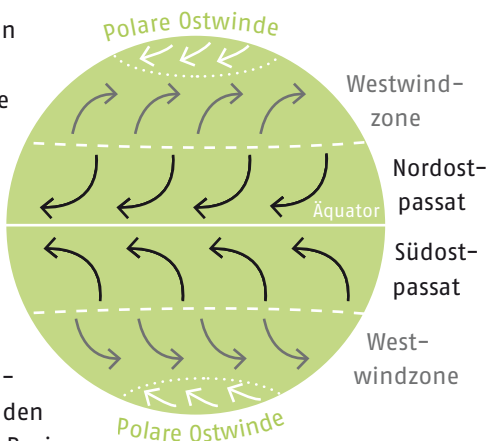 n
Polare Ostwinde
e
Westwind-
zone
Nordost-
passat
Äquator
Südost-
passat
West-
windzone
-
den
Polare Ostwinde